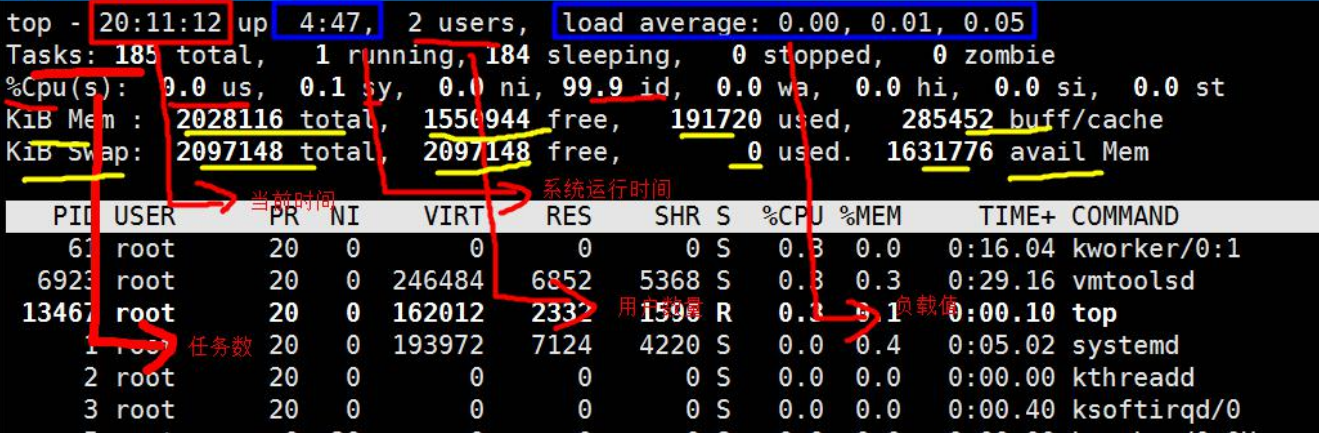 top - 20:11:12 up 4:47, 2 users, load average: 0.00, 0.01, 0.05
Tasks: 185 total, 1 running, 184 sleeping, 0 stopped, 0 zombie
%Cpu(s): 0.0 us, 0.1 sy, 0.0 ni, 99.9 id, 0.0 wa, 0.0 hi, 0.0 si, 0.0 st
KiB Mem : 2028116 total, 1550944 free, 191720 used, 285452 buff/cache
KiB Swap: 2097148 total, 2097148 free, 0 used. 1631776 avail Mem
当前时间
系统运行时间
PID USER PR NI VIRT RES SHR S %CPU %MEM TIME+ COMMAND
61 root 20 0 0 0 0 S 0.3 0.0 0:16.04 kworker/0:1
6923 root 20 0 246484 6852 5368 S 0.3 0.3 0:29.16 vmtoolsd
13467 root 20 0 162012 2332 1596 R 0.3 0.1 0:00.10 top
用户数量
负载值
1 root 20 0 193972 7124 4220 S 0.0 0.4 0:05.02 systemd
任务数
2 root 20 0 0 0 0 S 0.0 0.0 0:00.00 kthreadd
3 root 20 0 0 0 0 S 0.0 0.0 0:00.40 ksoftirqd/0